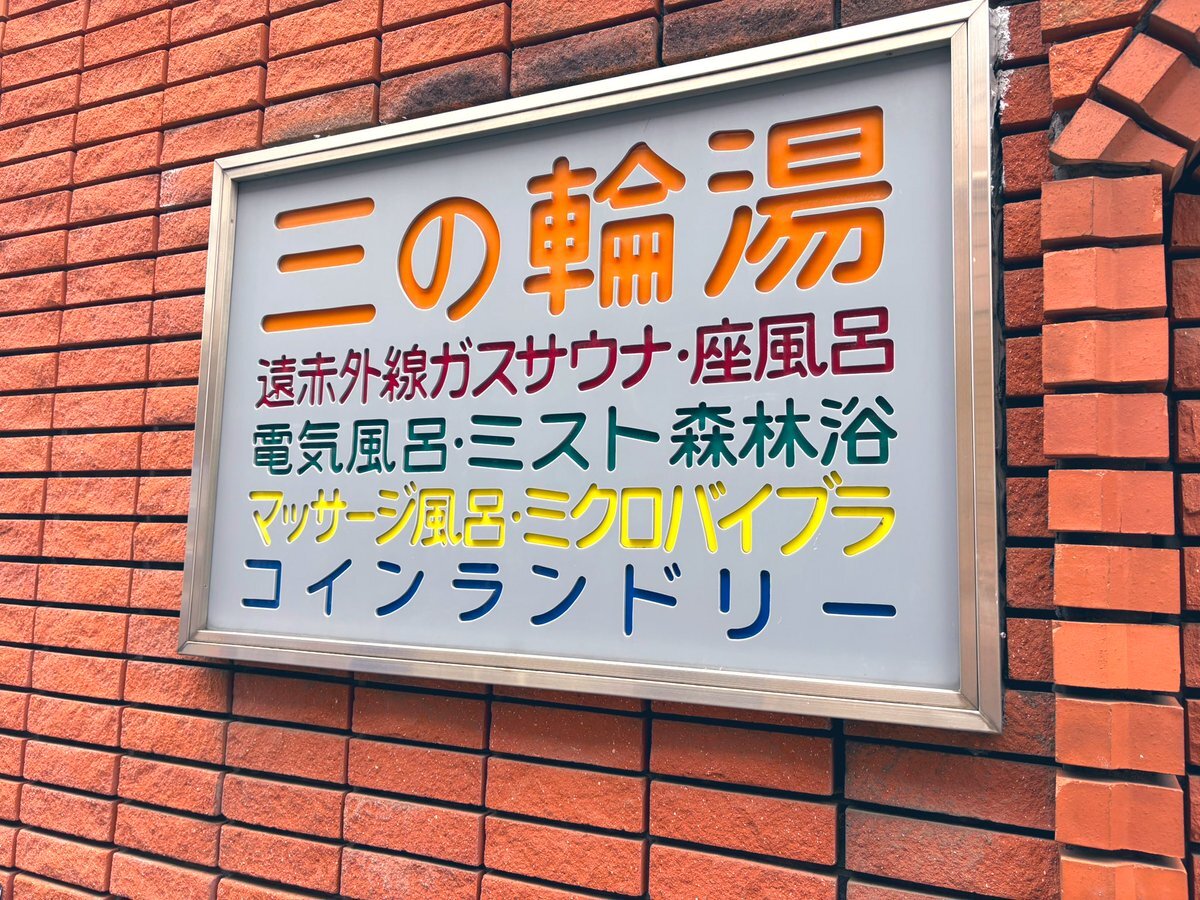 三の輪湯
遠赤外線ガスサウナ·座風呂
電気風呂·ミスト森林浴
マッサージ風呂·ミクロバイブラ
コインランドリー